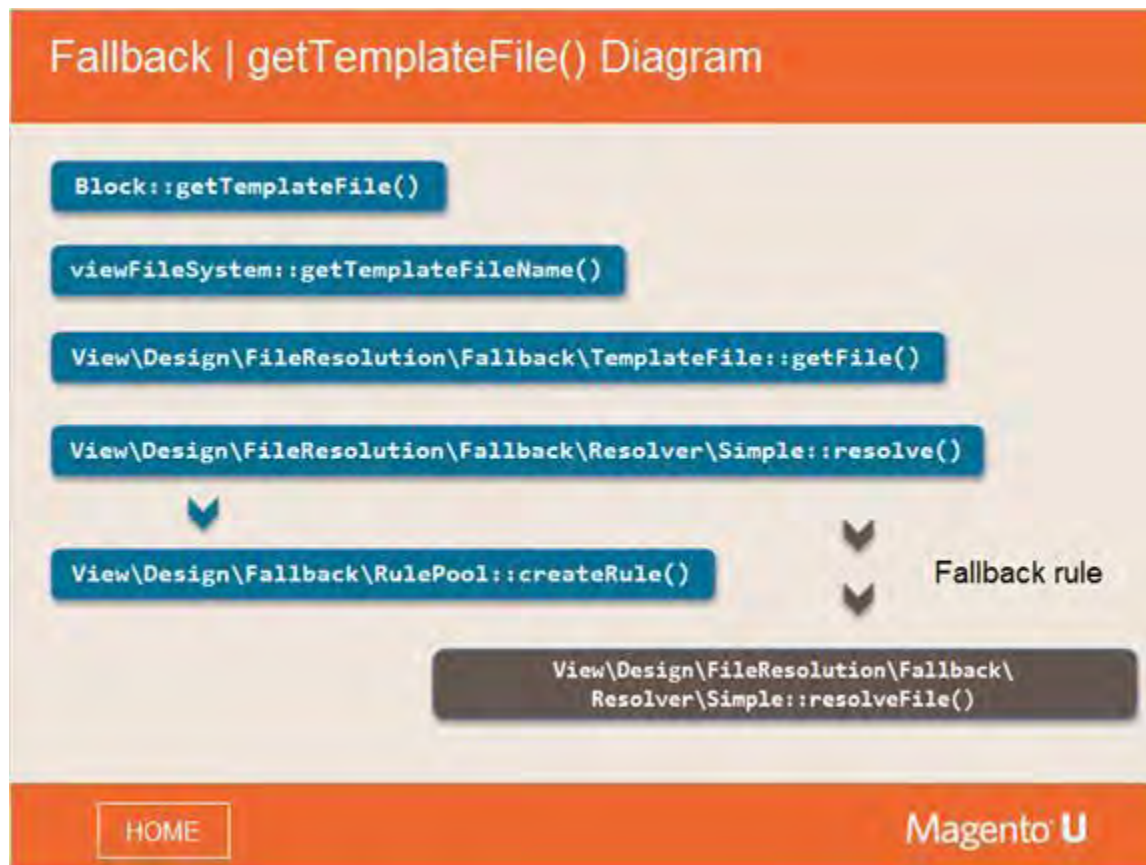 Fallback | getTemplateFile() Diagram
Block::getTemplateFile()
viewFileSystem::getTemplateFileName()
View\Design\FileResolution\Fallback\TemplateFile::getFile()
View\Design\FileResolution\Fallback\Resolver\Simple::resolve()
View\Design\Fallback\RulePool::createRule()
Fallback rule
View\Design\FileResolution\Fallback\
Resolver\Simple::resolveFile()
HOME
Magento U